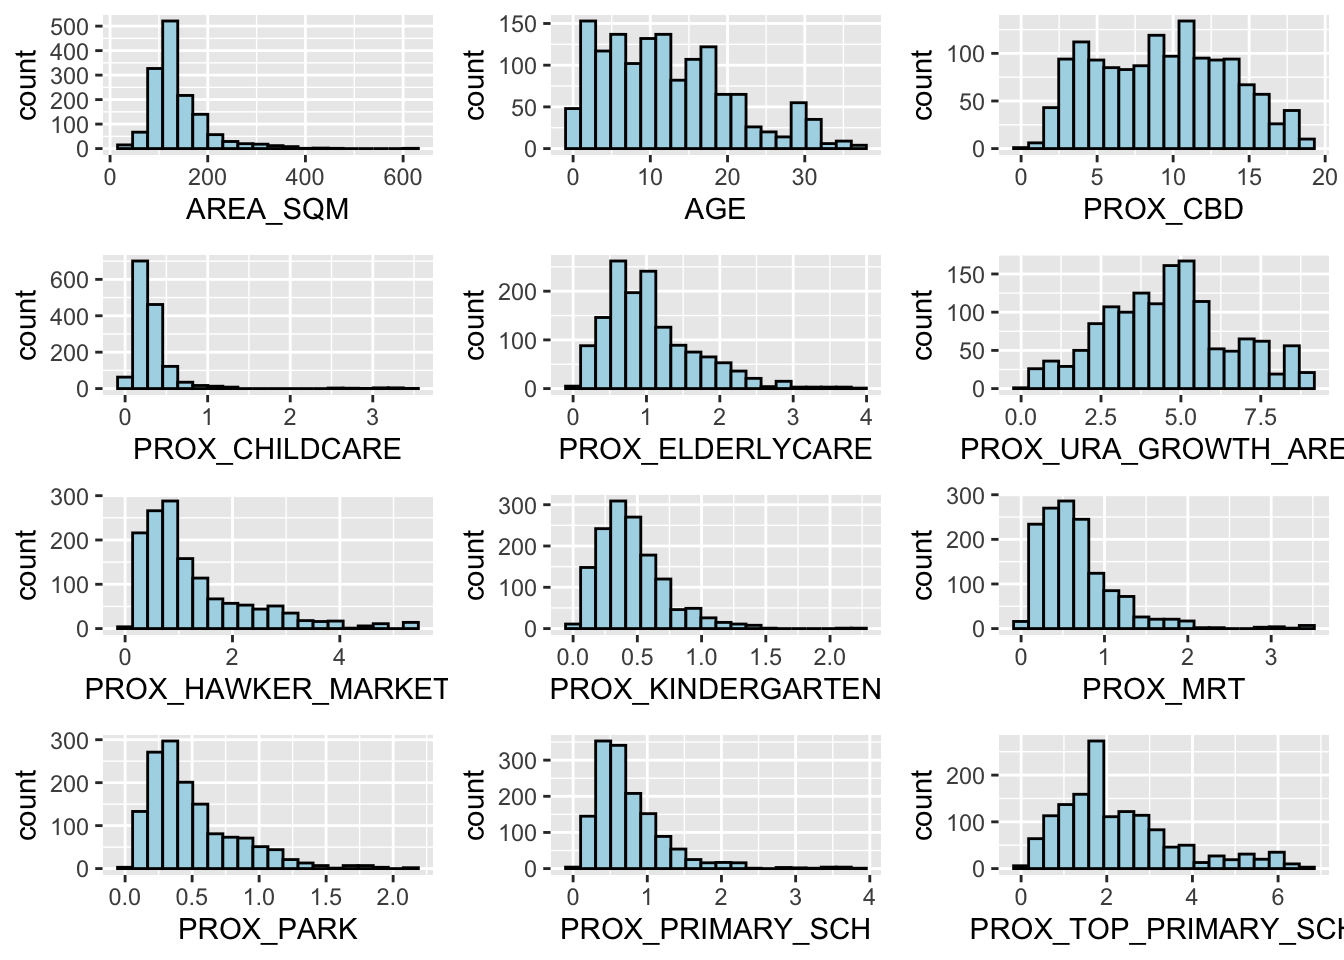 500
400
300
200
100
0
count
0 200 400 600
AREA_SQM
150
100
50
0
count
0 10 20 30
AGE
100
50
0
count
0 5 10 15 20
PROX_CBD
600
400
200
0
count
0 1 2 3
PROX_CHILDCARE
200
100
0
count
0 1 2 3 4
PROX_ELDERLYCARE
150
100
50
0
count
0.0 2.5 5.0 7.5
PROX_URA_GROWTH_ARE
300
200
100
0
count
0 2 4
PROX_HAWKER_MARKET
300
200
100
0
count
0.0 0.5 1.0 1.5 2.0
PROX_KINDERGARTEN
300
200
100
0
count
0 1 2 3
PROX_MRT
300
200
100
0
count
0.0 0.5 1.0 1.5 2.0
PROX_PARK
300
200
100
0
count
0 1 2 3 4
PROX_PRIMARY_SCH
200
100
0
count
0 2 4 6
PROX_TOP_PRIMARY_SCH